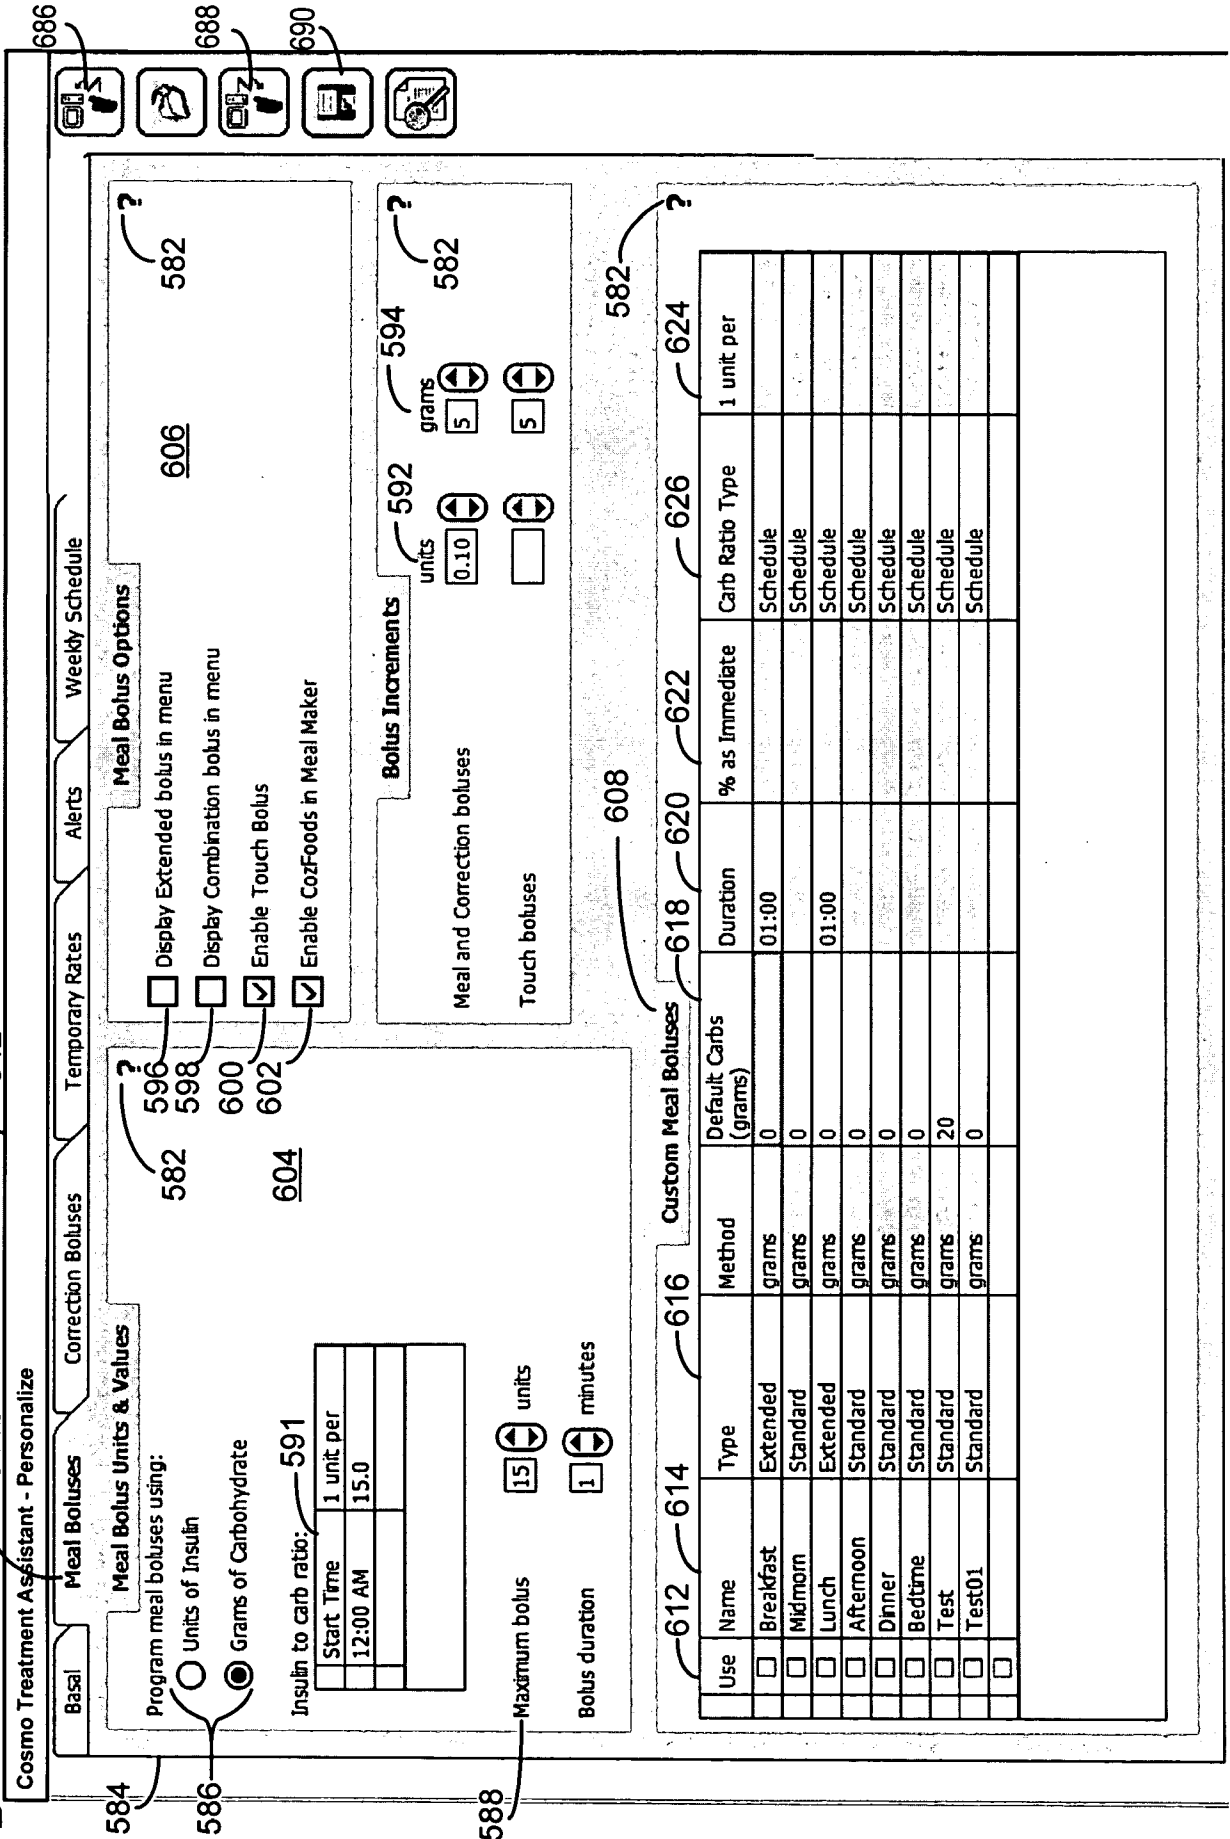 Cosmo Treatment Assistant - Personalize
Basal
Meal Boluses
Correction Boluses
Temporary Rates
Alerts
Weekly Schedule
686
688
690
584
Meal Bolus Units & Values
?
582
604
Program meal boluses using:
586
Units of Insulin
Grams of Carbohydrate
Insulin to carb ratio:
591
Start Time 1 unit per
12:00 AM 15.0
588
Maximum bolus 15 units
Bolus duration 1 minutes
Meal Bolus Options
?
582
606
596
Display Extended bolus in menu
598
Display Combination bolus in menu
600
Enable Touch Bolus
602
Enable CozFoods in Meal Maker
Bolus Increments
?
582
592
594
units grams
Meal and Correction boluses 0.10 5
Touch boluses 5
Custom Meal Boluses
608
?
582
612 614 616 618 620 622 626 624
Use Name Type Method Default Carbs (grams) Duration % as Immediate Carb Ratio Type 1 unit per
Breakfast Extended grams 0 01:00 Schedule
Midmorn Standard grams 0 Schedule
Lunch Extended grams 0 01:00 Schedule
Afternoon Standard grams 0 Schedule
Dinner Standard grams 0 Schedule
Bedtime Standard grams 0 Schedule
Test Standard grams 20 Schedule
Test01 Standard grams 0 Schedule